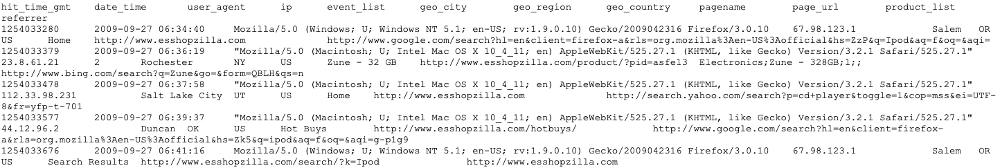 hit_time_gmt date_time user_agent ip event_list geo_city geo_region geo_country pagename page_url product_list
referrer
1254033280 2009-09-27 06:34:40 Mozilla/5.0 (Windows; U; Windows NT 5.1; en-US; rv:1.9.0.10) Gecko/2009042316 Firefox/3.0.10 67.98.123.1 Salem OR
US Home http://www.esshopzilla.com http://www.google.com/search?hl=en&client=firefox-a&rls=org.mozilla%3Aen-US%3Aofficial&hs=ZzP&q=Ipod&aq=f&oq=&aqi=
1254033379 2009-09-27 06:36:19 "Mozilla/5.0 (Macintosh; U; Intel Mac OS X 10_4_11; en) AppleWebKit/525.27.1 (KHTML, like Gecko) Version/3.2.1 Safari/525.27.1"
23.8.61.21 2 Rochester NY US Zune - 32 GB http://www.esshopzilla.com/product/?pid=asfe13 Electronics;Zune - 328GB;1;;
http://www.bing.com/search?q=Zune&go=&form=QBLH&qs=n
1254033478 2009-09-27 06:37:58 "Mozilla/5.0 (Macintosh; U; Intel Mac OS X 10_4_11; en) AppleWebKit/525.27.1 (KHTML, like Gecko) Version/3.2.1 Safari/525.27.1"
112.33.98.231 Salt Lake City UT US Home http://www.esshopzilla.com http://search.yahoo.com/search?p=cd+player&toggle=1&cop=mss&ei=UTF-
8&fr=yfp-t-701
1254033577 2009-09-27 06:39:37 "Mozilla/5.0 (Macintosh; U; Intel Mac OS X 10_4_11; en) AppleWebKit/525.27.1 (KHTML, like Gecko) Version/3.2.1 Safari/525.27.1"
44.12.96.2 Duncan OK US Hot Buys http://www.esshopzilla.com/hotbuys/ http://www.google.com/search?hl=en&client=firefox-
a&rls=org.mozilla%3Aen-US%3Aofficial&hs=Zk5&q=ipod&aq=f&oq=&aqi=g-p1g9
1254033676 2009-09-27 06:41:16 Mozilla/5.0 (Windows; U; Windows NT 5.1; en-US; rv:1.9.0.10) Gecko/2009042316 Firefox/3.0.10 67.98.123.1 Salem OR
US Search Results http://www.esshopzilla.com/search/?k=Ipod http://www.esshopzilla.com